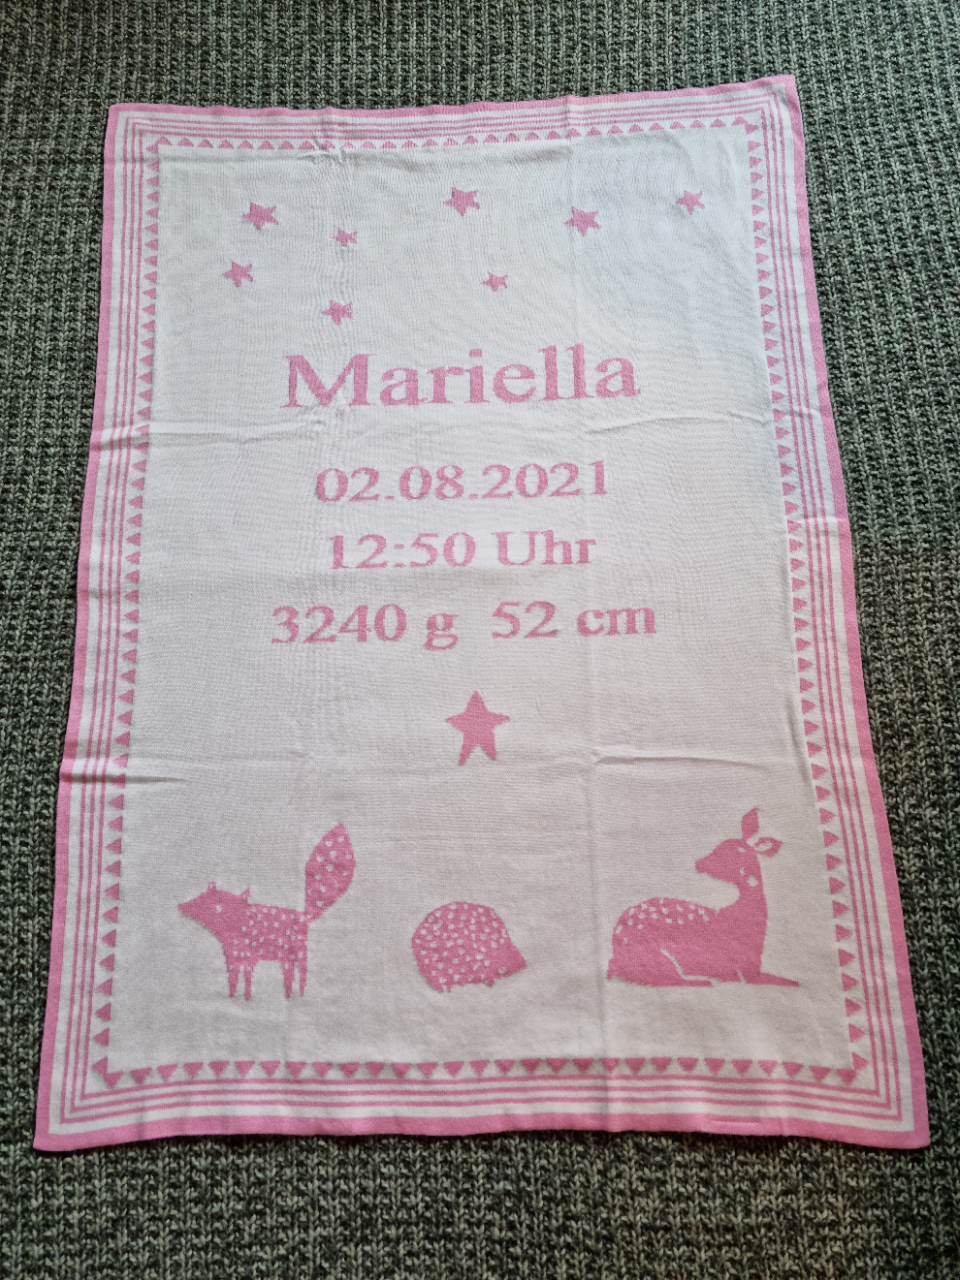 Mariella
02.08.2021
12:50 Uhr
3240 g 52 cm